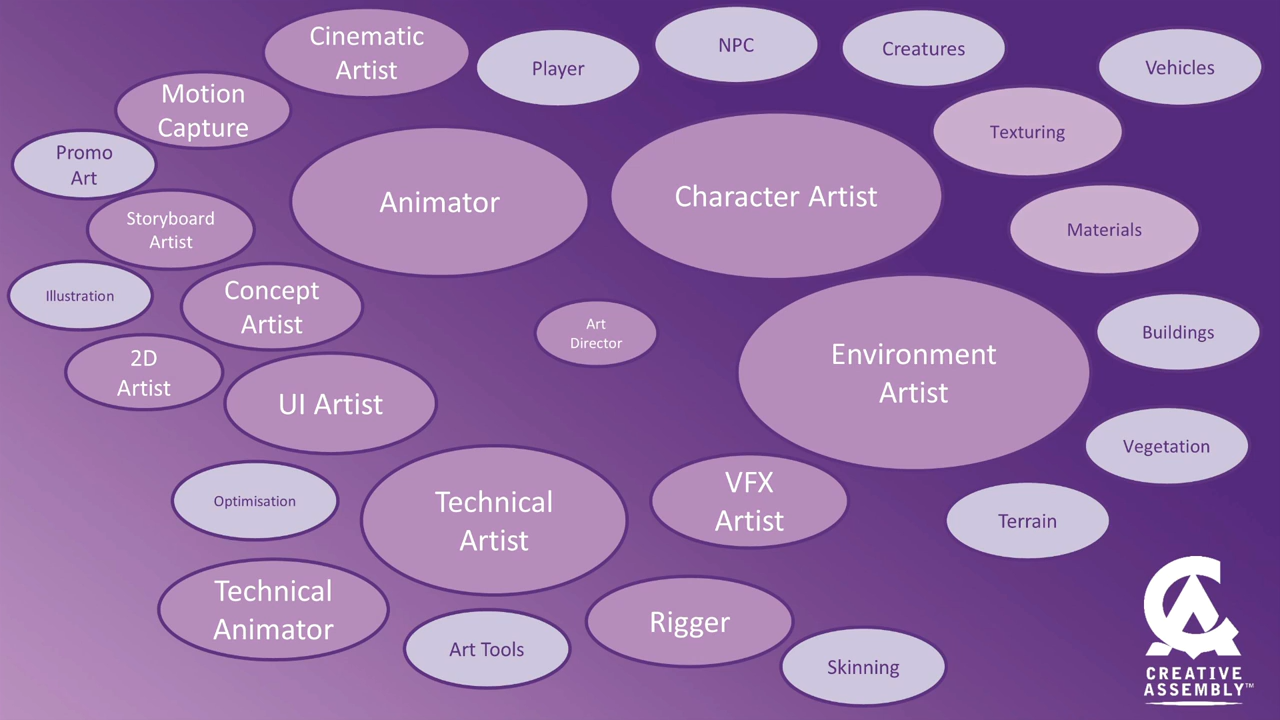 Cinematic
Artist
Player
NPC
Creatures
Vehicles
Motion
Capture
Texturing
Promo
Art
Animator
Character Artist
Storyboard
Artist
Materials
Illustration
Concept
Artist
Art
Director
Environment
Artist
Buildings
2D
Artist
UI Artist
Vegetation
Optimisation
Technical
Artist
VFX
Artist
Terrain
Technical
Animator
Art Tools
Rigger
Skinning
CREATIVE
ASSEMBLY™